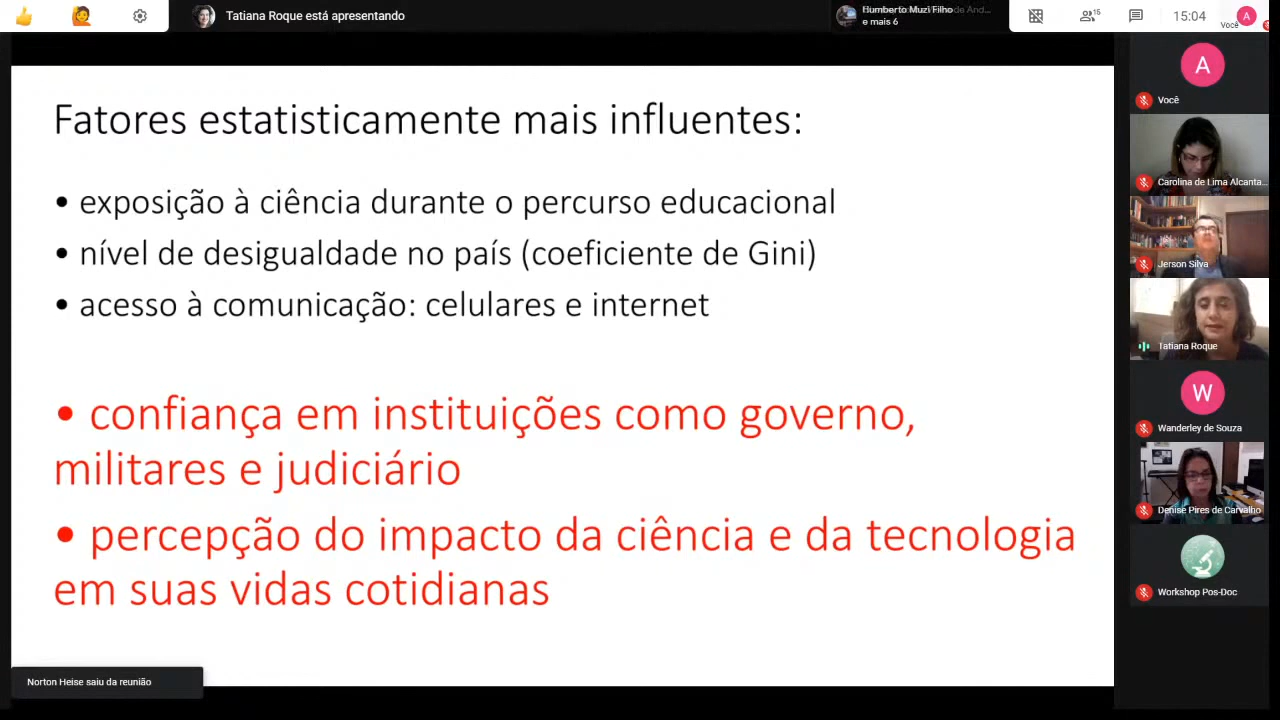 Tatiana Roque está apresentando
Humberto Muzi Filho
e mais 6
15
15:04
A
Você
Fatores estatisticamente mais influentes:
• exposição à ciência durante o percurso educacional
• nível de desigualdade no país (coeficiente de Gini)
• acesso à comunicação: celulares e internet
• confiança em instituições como governo,
militares e judiciário
• percepção do impacto da ciência e da tecnologia
em suas vidas cotidianas
Norton Heise saiu da reunião
A
Você
Carolina de Lima Alcanta...
Jerson Silva
Tatiana Roque
W
Wanderley de Souza
Denise Pires de Carvalho
Workshop Pos-Doc